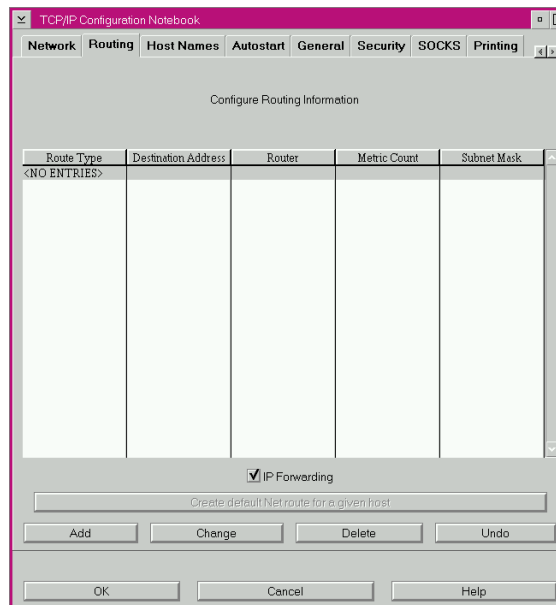 TCP/IP Configuration Notebook
Network Routing Host Names Autostart General Security SOCKS Printing
Configure Routing Information
Route Type Destination Address Router Metric Count Subnet Mask
<NO ENTRIES>
IP Forwarding
Create default Net route for a given host
Add Change Delete Undo
OK Cancel Help